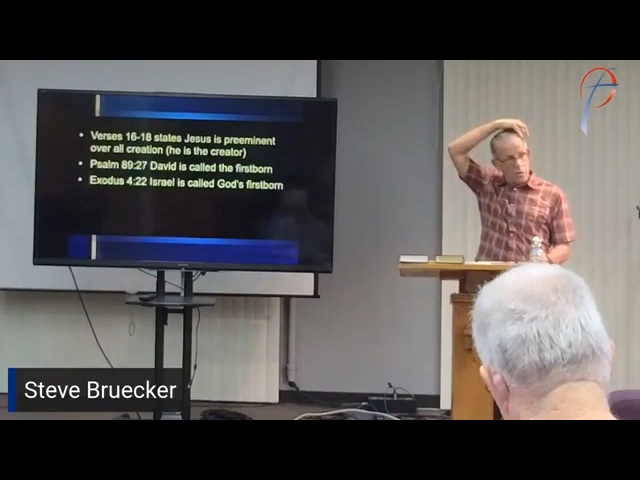 • Verses 16-18 states Jesus is preeminent
over all creation (he is the creator)
• Psalm 89:27 David is called the firstborn
• Exodus 4:22 Israel is called God's firstborn
Steve Bruecker